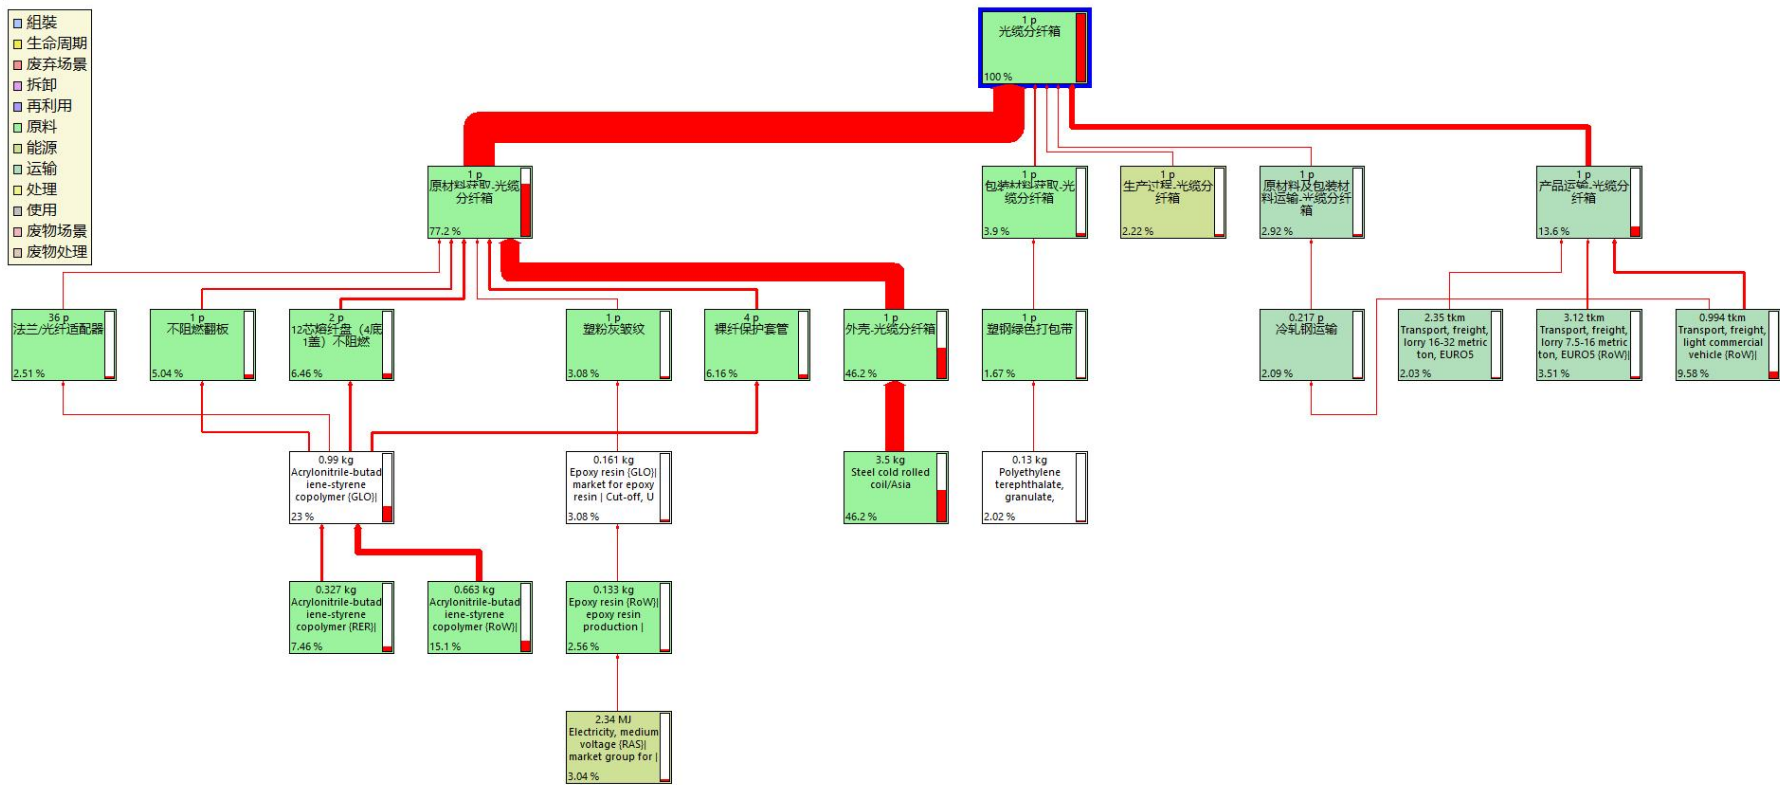 組裝
生命周期
废弃场景
拆卸
再利用
原料
能源
运输
处理
使用
废物场景
废物处理
1 p
光缆分纤箱
100 %
1 p
原材料获取-光缆
分纤箱
77.2 %
1 p
包装材料获取-光
缆分纤箱
3.9 %
1 p
生产过程-光缆分
纤箱
2.22 %
1 p
原材料及包装材
料运输-光缆分纤
箱
2.92 %
1 p
产品运输-光缆分
纤箱
13.6 %
36 p
法兰/光纤适配器
2.51 %
1 p
不阻燃翻板
5.04 %
2 p
12芯熔纤盘（4底
1盖）不阻燃
6.46 %
1 p
塑粉灰皱纹
3.08 %
4 p
裸纤保护套管
6.16 %
1 p
外壳-光缆分纤箱
46.2 %
1 p
塑钢绿色打包带
1.67 %
0.217 p
冷轧钢运输
2.09 %
2.35 tkm
Transport, freight,
lorry 16-32 metric
ton, EURO5
2.03 %
3.12 tkm
Transport, freight,
lorry 7.5-16 metric
ton, EURO5 {RoW}|
3.51 %
0.994 tkm
Transport, freight,
light commercial
vehicle {RoW}|
9.58 %
0.99 kg
Acrylonitrile-butad
iene-styrene
copolymer {GLO}|
23 %
0.161 kg
Epoxy resin {GLO}|
market for epoxy
resin | Cut-off, U
3.08 %
3.5 kg
Steel cold rolled
coil/Asia
46.2 %
0.13 kg
Polyethylene
terephthalate,
granulate,
2.02 %
0.327 kg
Acrylonitrile-butad
iene-styrene
copolymer {RER}|
7.46 %
0.663 kg
Acrylonitrile-butad
iene-styrene
copolymer {RoW}|
15.1 %
0.133 kg
Epoxy resin {RoW}|
epoxy resin
production |
2.56 %
2.34 MJ
Electricity, medium
voltage {RAS}|
market group for |
3.04 %